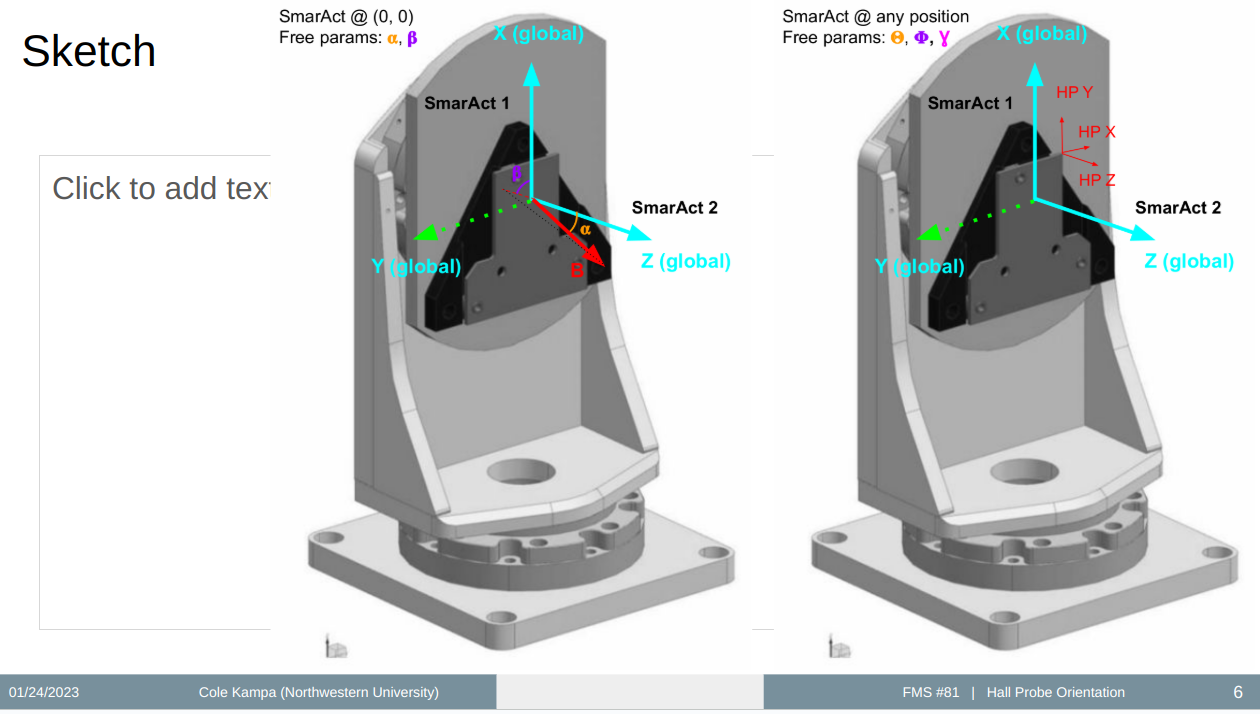 Sketch
Click to add text
SmarAct @ (0, 0)
Free params: α, β
X (global)
SmarAct 1
β
SmarAct 2
α
B
Y (global)
Z (global)
SmarAct @ any position
Free params: Θ, Φ, Ɣ
X (global)
HP Y
SmarAct 1
HP X
HP Z
SmarAct 2
Y (global)
Z (global)
01/24/2023
Cole Kampa (Northwestern University)
FMS #81 | Hall Probe Orientation
6